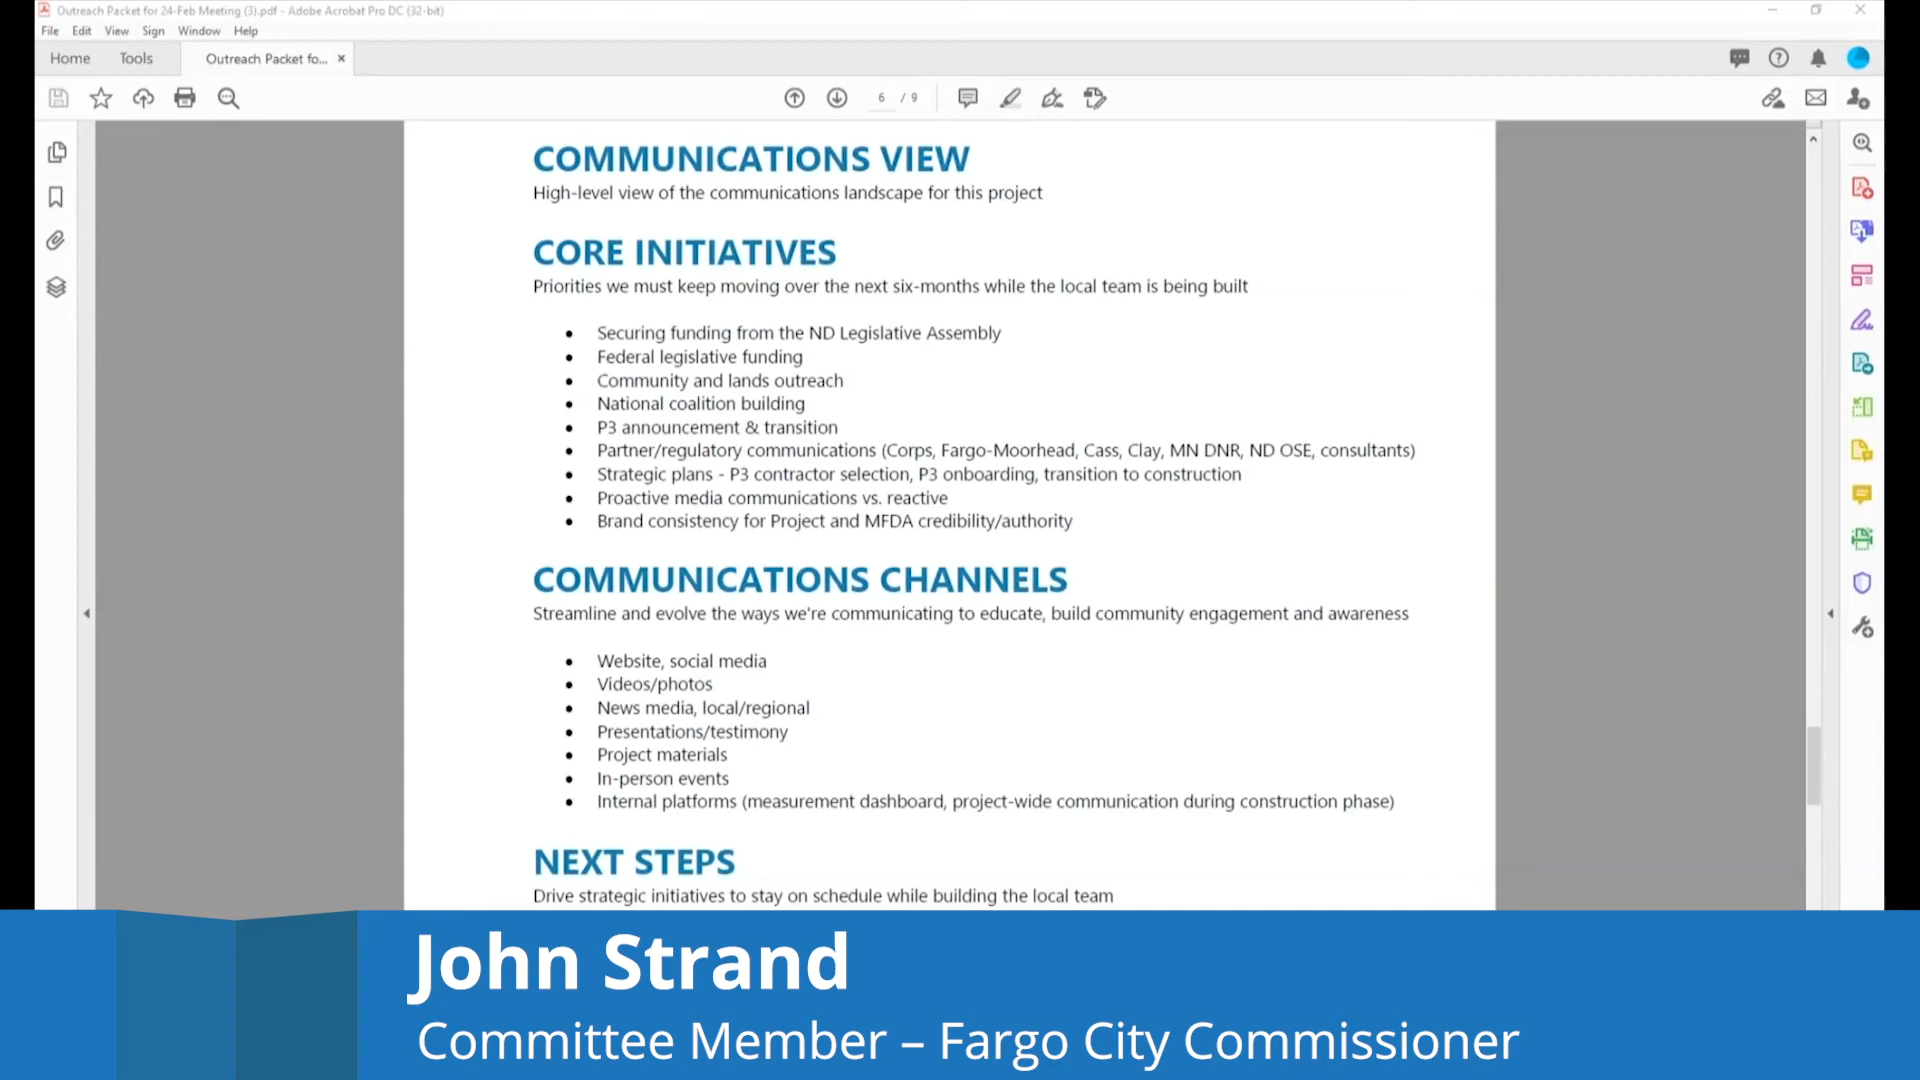 Outreach Packet for 24-Feb Meeting (3).pdf - Adobe Acrobat Pro DC (32-bit)
File Edit View Sign Window Help
Home Tools Outreach Packet fo... ×
6 / 9
COMMUNICATIONS VIEW
High-level view of the communications landscape for this project
CORE INITIATIVES
Priorities we must keep moving over the next six-months while the local team is being built
• Securing funding from the ND Legislative Assembly
• Federal legislative funding
• Community and lands outreach
• National coalition building
• P3 announcement & transition
• Partner/regulatory communications (Corps, Fargo-Moorhead, Cass, Clay, MN DNR, ND OSE, consultants)
• Strategic plans - P3 contractor selection, P3 onboarding, transition to construction
• Proactive media communications vs. reactive
• Brand consistency for Project and MFDA credibility/authority
COMMUNICATIONS CHANNELS
Streamline and evolve the ways we're communicating to educate, build community engagement and awareness
• Website, social media
• Videos/photos
• News media, local/regional
• Presentations/testimony
• Project materials
• In-person events
• Internal platforms (measurement dashboard, project-wide communication during construction phase)
NEXT STEPS
Drive strategic initiatives to stay on schedule while building the local team
John Strand
Committee Member – Fargo City Commissioner